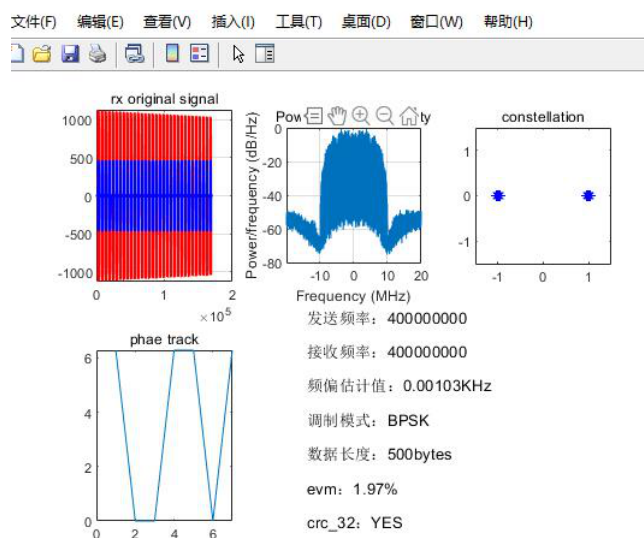 文件(F) 编辑(E) 查看(V) 插入(I) 工具(T) 桌面(D) 窗口(W) 帮助(H)
rx original signal
1000
500
0
-500
-1000
0 1 2
×10^5
Power/frequency (dB/Hz)
0
-20
-40
-60
-80
-10 0 10 20
Frequency (MHz)
constellation
1
0
-1
-1 0 1
phae track
6
4
2
0
0 2 4 6
发送频率：400000000
接收频率：400000000
频偏估计值：0.00103KHz
调制模式：BPSK
数据长度：500bytes
evm：1.97%
crc_32：YES